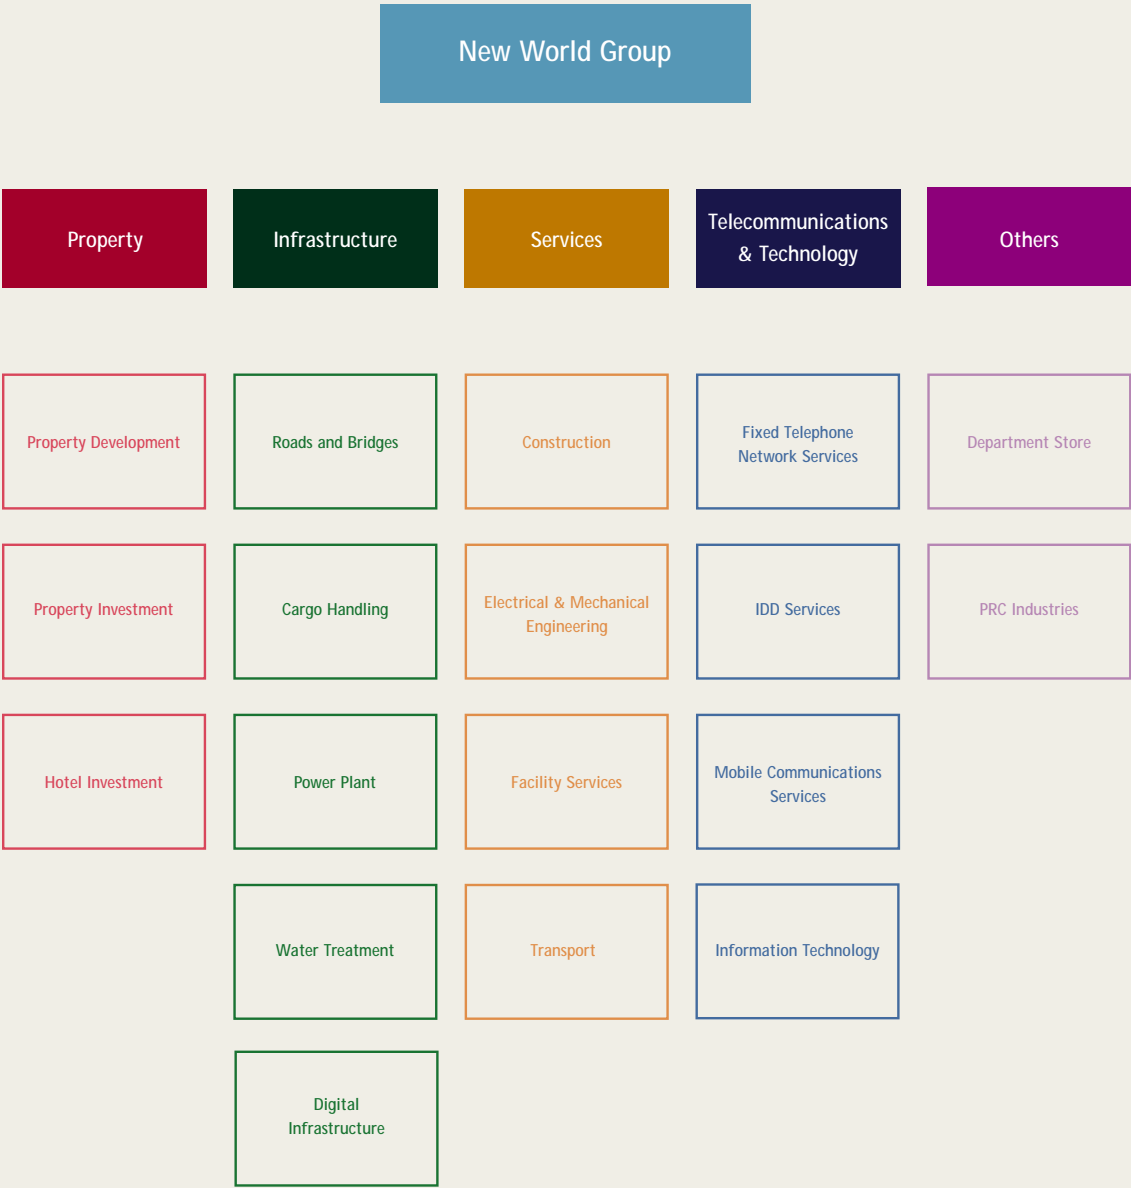 New World Group
Property
Infrastructure
Services
Telecommunications
& Technology
Others
Property Development
Roads and Bridges
Construction
Fixed Telephone
Network Services
Department Store
Property Investment
Cargo Handling
Electrical & Mechanical
Engineering
IDD Services
PRC Industries
Hotel Investment
Power Plant
Facility Services
Mobile Communications
Services
Water Treatment
Transport
Information Technology
Digital
Infrastructure